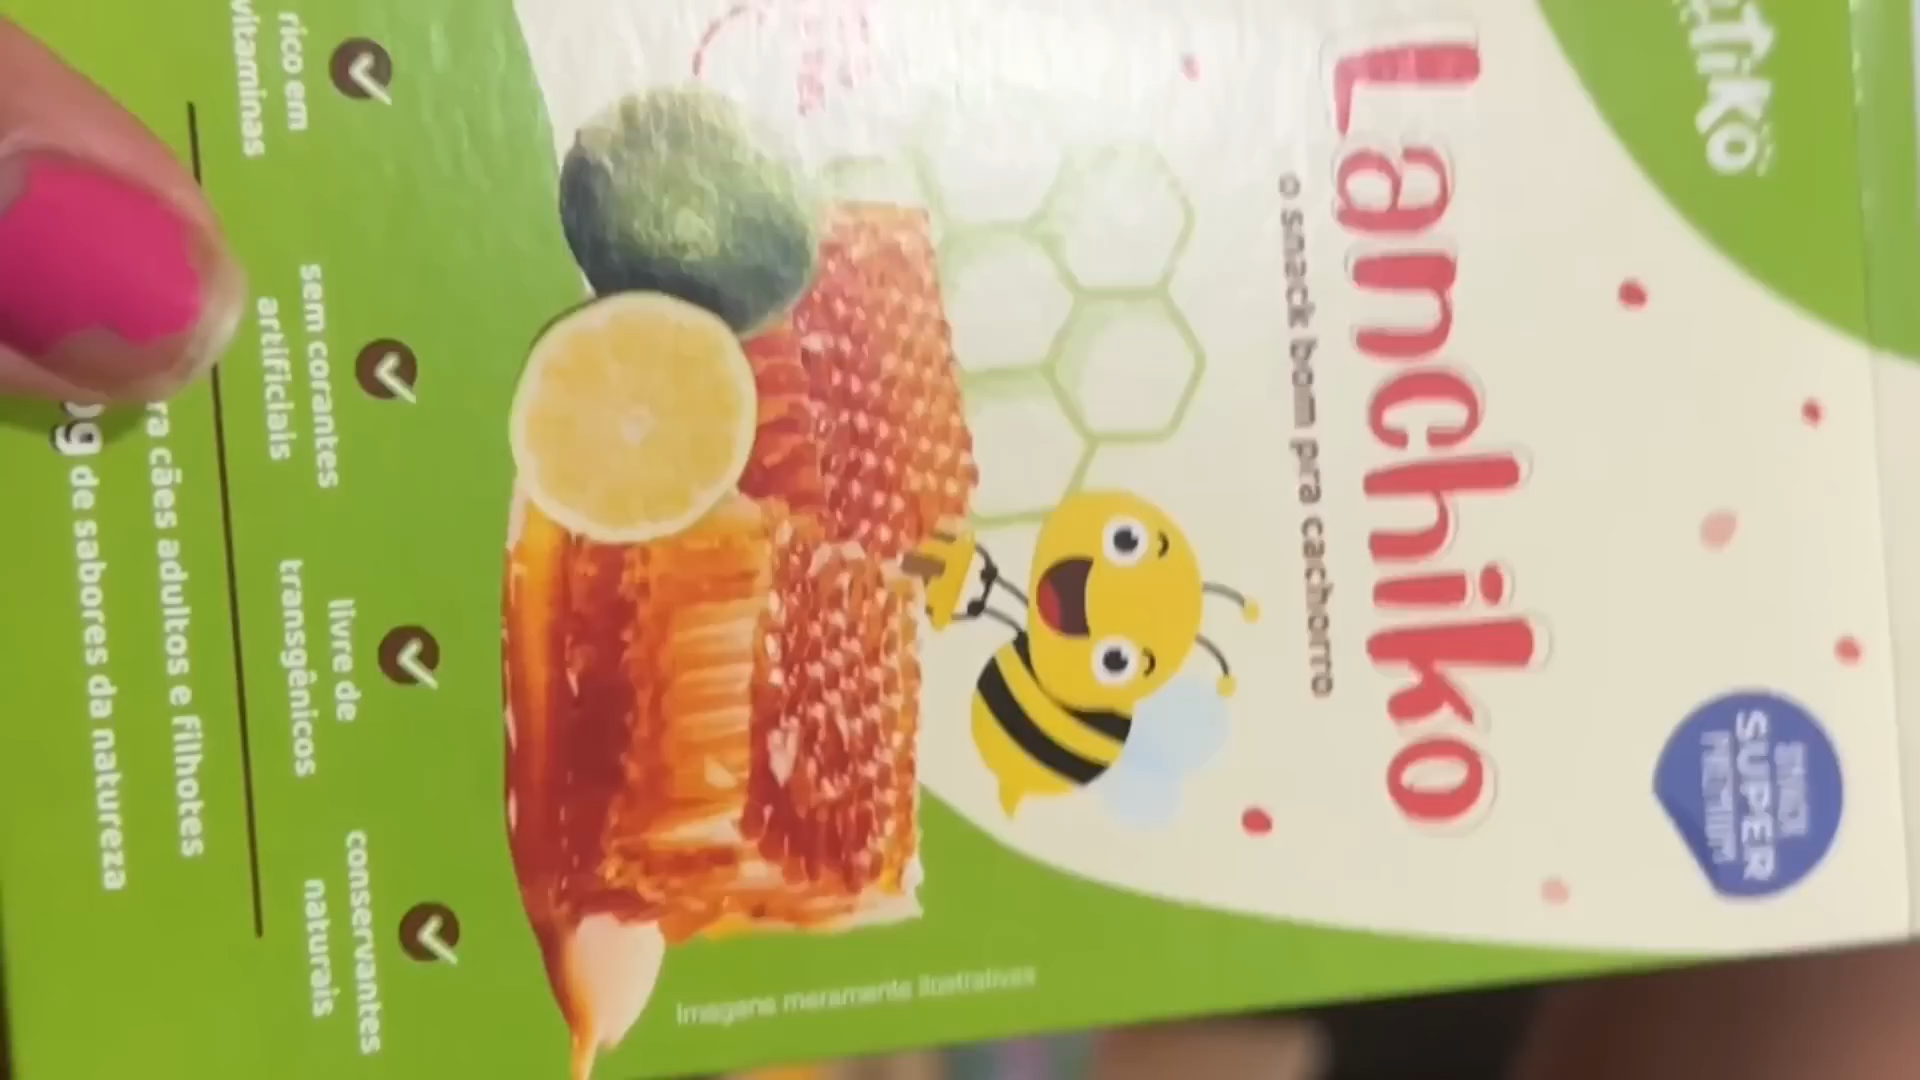 Lanchiko
o snack bom pra cachorro
SNACK
SUPER
PREMIUM
Imagens meramente ilustrativas
rico em
vitaminas
sem corantes
artificiais
livre de
transgênicos
conservantes
naturais
cães adultos e filhotes
de sabores da natureza